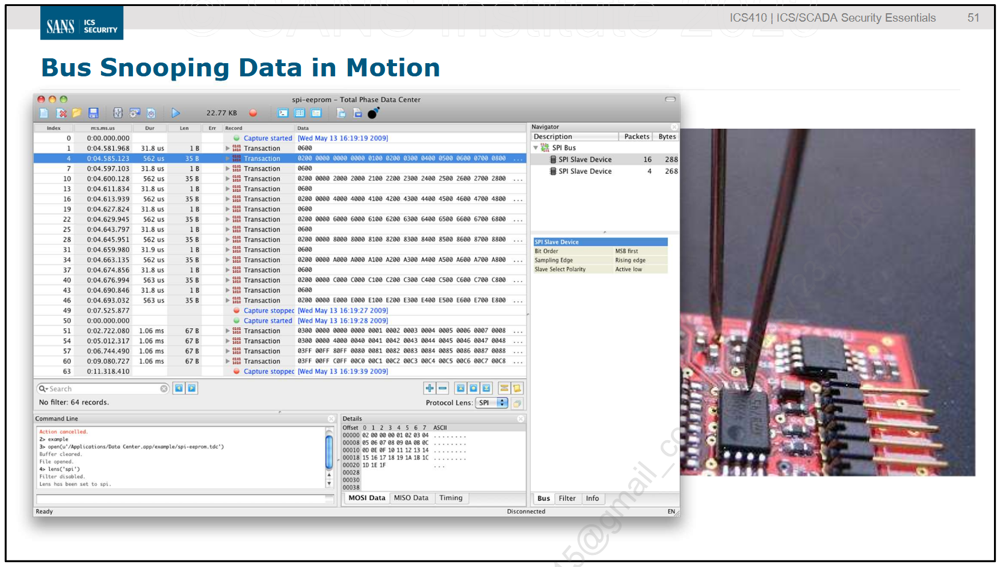 © SANS Institute 2026
SANS ICS SECURITY
ICS410 | ICS/SCADA Security Essentials 51
Bus Snooping Data in Motion
spi-eeprom – Total Phase Data Center
22.77 KB
Index m:s.ms.us Dur Len Err Record Data
0 0:00.000.000 Capture started [Wed May 13 16:19:19 2009]
1 0:04.581.968 31.8 us 1 B Transaction 0600
4 0:04.585.123 562 us 35 B Transaction 0200 0000 0000 0000 0100 0200 0300 0400 0500 0600 0700 0800 ...
7 0:04.597.103 31.8 us 1 B Transaction 0600
10 0:04.600.128 562 us 35 B Transaction 0200 0000 2000 2000 2100 2200 2300 2400 2500 2600 2700 2800 ...
13 0:04.611.834 31.8 us 1 B Transaction 0600
16 0:04.613.939 562 us 35 B Transaction 0200 0000 4000 4000 4100 4200 4300 4400 4500 4600 4700 4800 ...
19 0:04.627.824 31.8 us 1 B Transaction 0600
22 0:04.629.945 562 us 35 B Transaction 0200 0000 6000 6000 6100 6200 6300 6400 6500 6600 6700 6800 ...
25 0:04.643.797 31.8 us 1 B Transaction 0600
28 0:04.645.951 562 us 35 B Transaction 0200 0000 8000 8000 8100 8200 8300 8400 8500 8600 8700 8800 ...
31 0:04.659.980 31.9 us 1 B Transaction 0600
34 0:04.663.135 562 us 35 B Transaction 0200 0000 A000 A000 A100 A200 A300 A400 A500 A600 A700 A800 ...
37 0:04.674.856 31.8 us 1 B Transaction 0600
40 0:04.676.994 563 us 35 B Transaction 0200 0000 C000 C000 C100 C200 C300 C400 C500 C600 C700 C800 ...
43 0:04.690.846 31.8 us 1 B Transaction 0600
46 0:04.693.032 563 us 35 B Transaction 0200 0000 E000 E000 E100 E200 E300 E400 E500 E600 E700 E800 ...
49 0:07.525.877 Capture stopped [Wed May 13 16:19:27 2009]
50 0:00.000.000 Capture started [Wed May 13 16:19:28 2009]
51 0:02.722.080 1.06 ms 67 B Transaction 0300 0000 0000 0000 0001 0002 0003 0004 0005 0006 0007 0008 ...
54 0:05.012.317 1.06 ms 67 B Transaction 0300 0000 4000 0040 0041 0042 0043 0044 0045 0046 0047 0048 ...
57 0:06.744.490 1.06 ms 67 B Transaction 03FF 00FF 80FF 0080 0081 0082 0083 0084 0085 0086 0087 0088 ...
60 0:09.080.727 1.06 ms 67 B Transaction 03FF 00FF C0FF 00C0 00C1 00C2 00C3 00C4 00C5 00C6 00C7 00C8 ...
63 0:11.318.410 Capture stopped [Wed May 13 16:19:39 2009]
Search
No filter: 64 records.
Protocol Lens: SPI
Command Line
Action cancelled.
2> example
3> open(u'/Applications/Data Center.app/example/spi-eeprom.tdc')
Buffer cleared.
File opened.
4> lens('spi')
Filter disabled.
Lens has been set to spi.
Ready
Details
Offset 0 1 2 3 4 5 6 7 ASCII
00000 02 00 00 00 01 02 03 04 ........
00008 05 06 07 08 09 0A 0B 0C ........
00010 0D 0E 0F 10 11 12 13 14 ........
00018 15 16 17 18 19 1A 1B 1C ........
00020 1D 1E 1F ...
00028
00030
00038
MOSI Data MISO Data Timing
Disconnected
Navigator
Description Packets Bytes
SPI Bus
SPI Slave Device 16 288
SPI Slave Device 4 268
SPI Slave Device
Bit Order MSB first
Sampling Edge Rising edge
Slave Select Polarity Active low
Bus Filter Info
EN